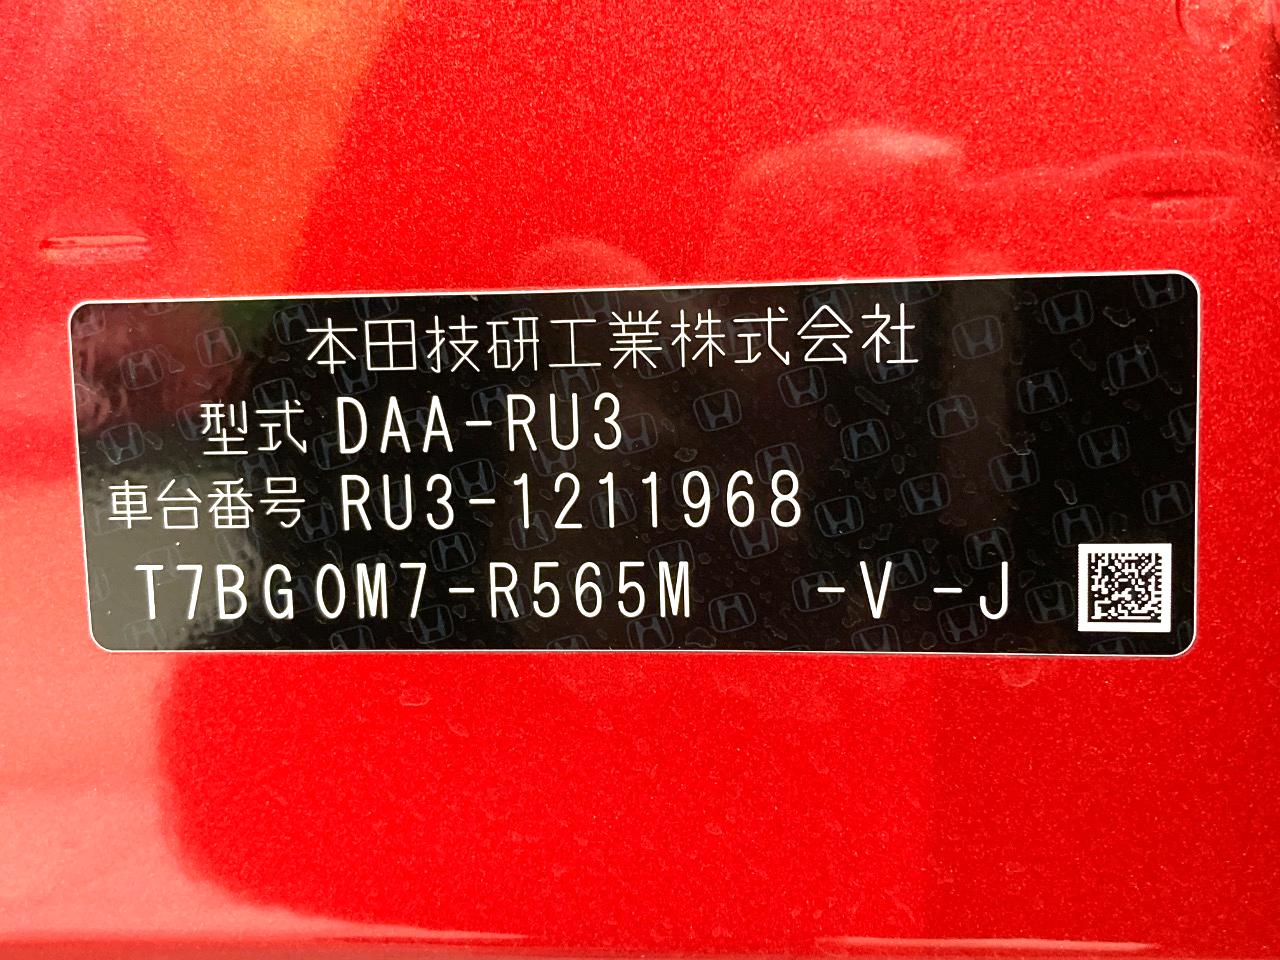 本田技研工業株式会社
型式 DAA-RU3
車台番号 RU3-1211968
T7BG0M7-R565M -V -J